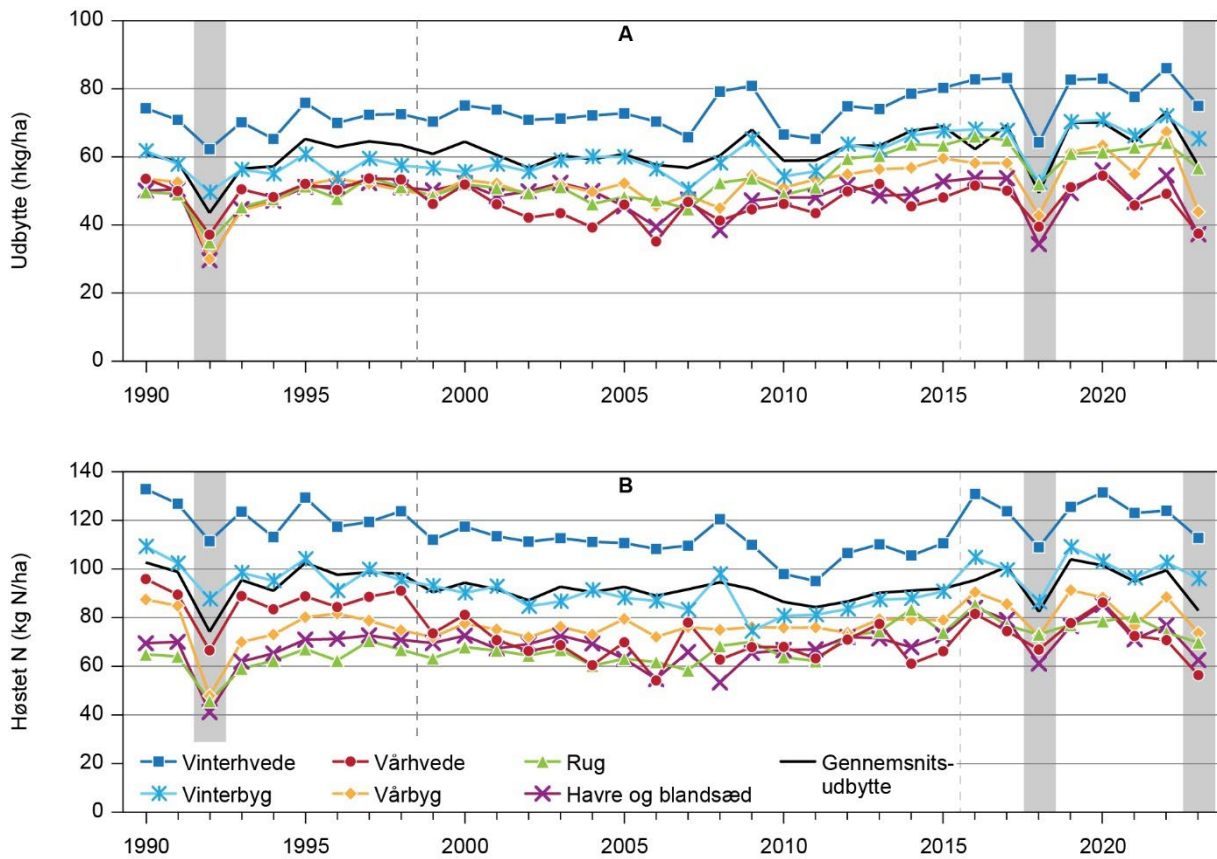 A
Udbytte (hkg/ha)
100
80
60
40
20
0
1990 1995 2000 2005 2010 2015 2020
B
Høstet N (kg N/ha)
140
120
100
80
60
40
20
0
Vinterhvede Vårhvede Rug Gennemsnits-
udbytte
Vinterbyg Vårbyg Havre og blandsæd
1990 1995 2000 2005 2010 2015 2020